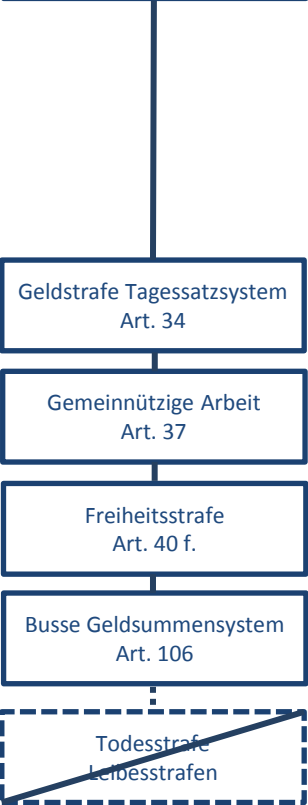 Geldstrafe Tagessatzsystem
Art. 34
Gemeinnützige Arbeit
Art. 37
Freiheitsstrafe
Art. 40 f.
Busse Geldsummensystem
Art. 106
Todesstrafe
Leibesstrafen